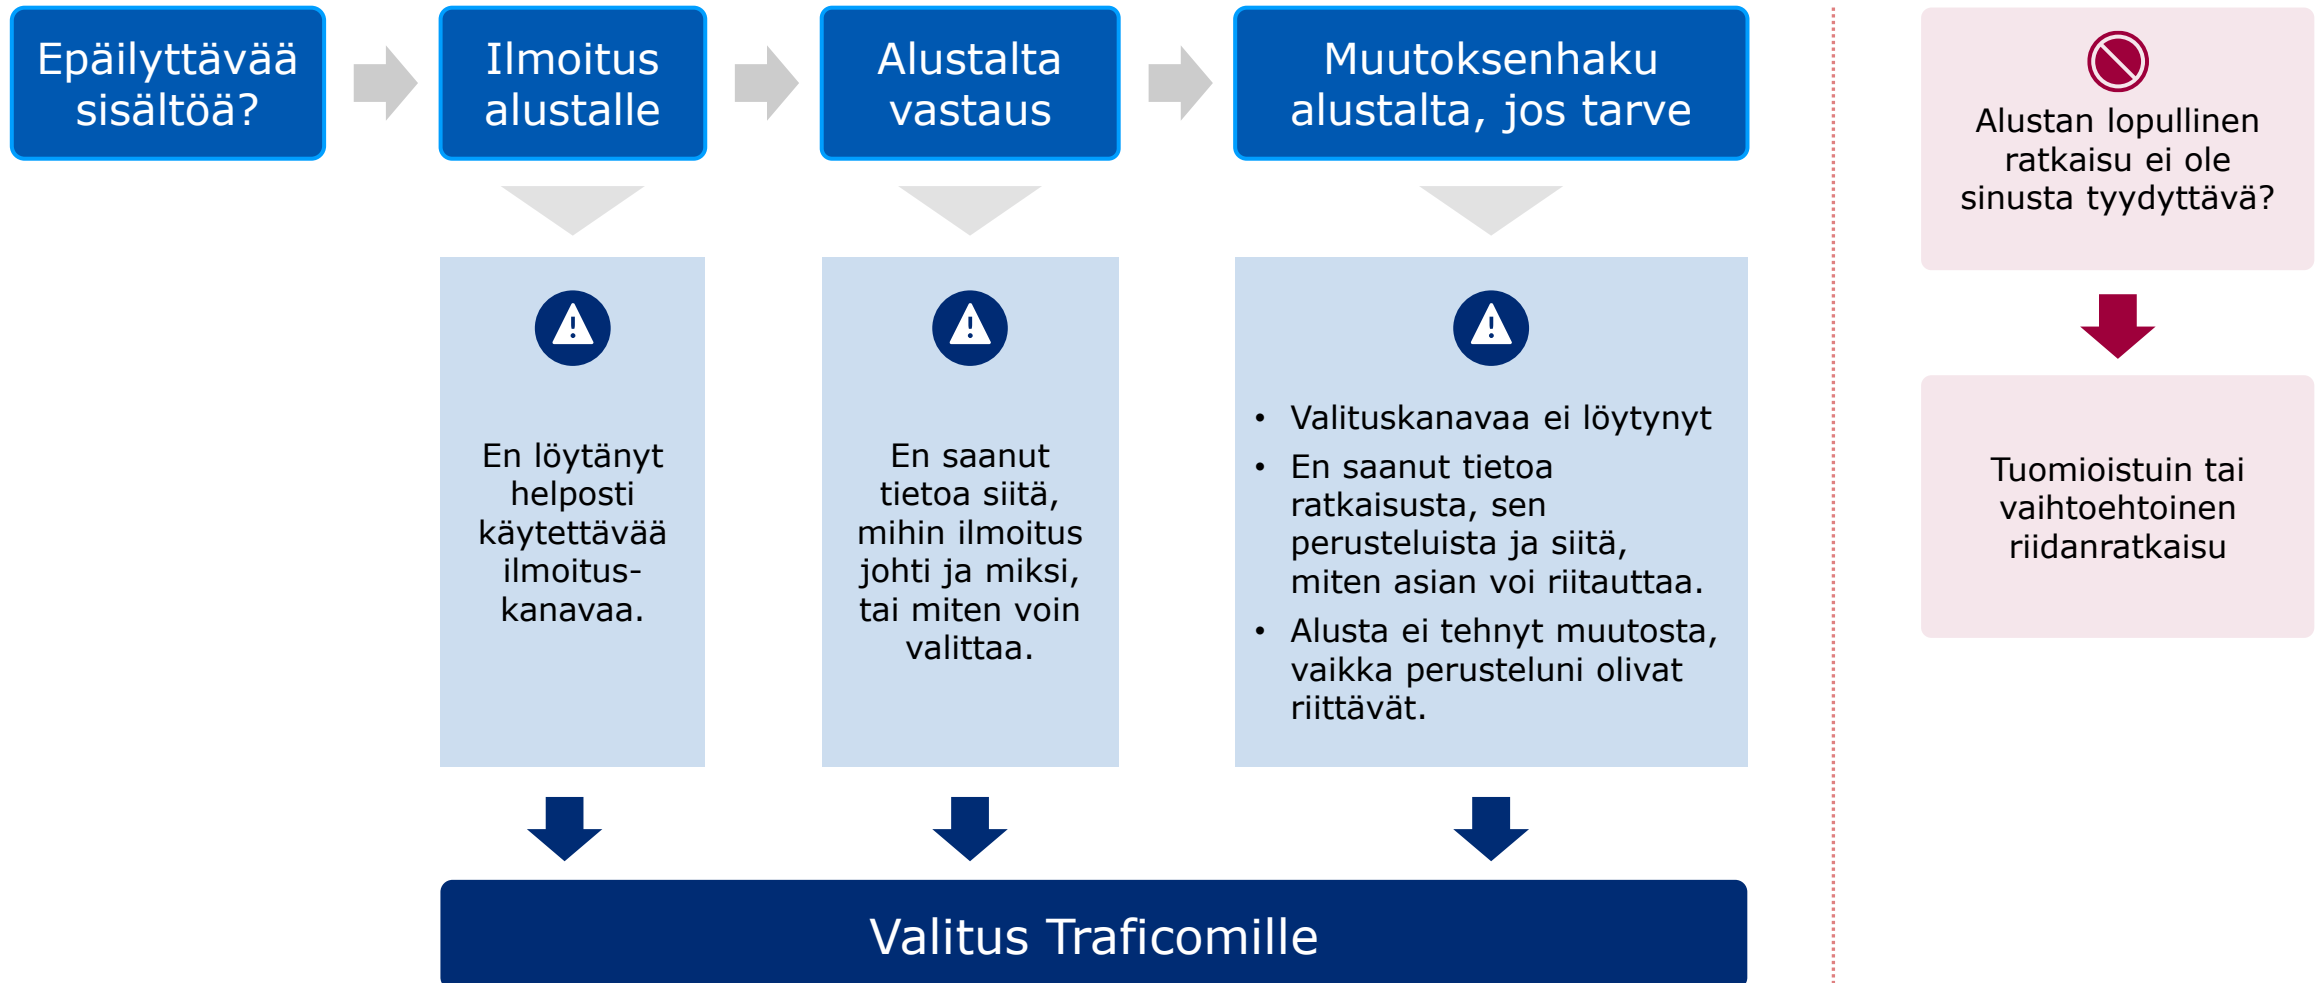 Epäilyttävää
sisältöä?
Ilmoitus
alustalle
Alustalta
vastaus
Muutoksenhaku
alustalta, jos tarve
En löytänyt
helposti
käytettävää
ilmoitus-
kanavaa.
En saanut
tietoa siitä,
mihin ilmoitus
johti ja miksi,
tai miten voin
valittaa.
• Valituskanavaa ei löytynyt
• En saanut tietoa
ratkaisusta, sen
perusteluista ja siitä,
miten asian voi riitauttaa.
• Alusta ei tehnyt muutosta,
vaikka perusteluni olivat
riittävät.
Valitus Traficomille
Alustan lopullinen
ratkaisu ei ole
sinusta tyydyttävä?
Tuomioistuin tai
vaihtoehtoinen
riidanratkaisu